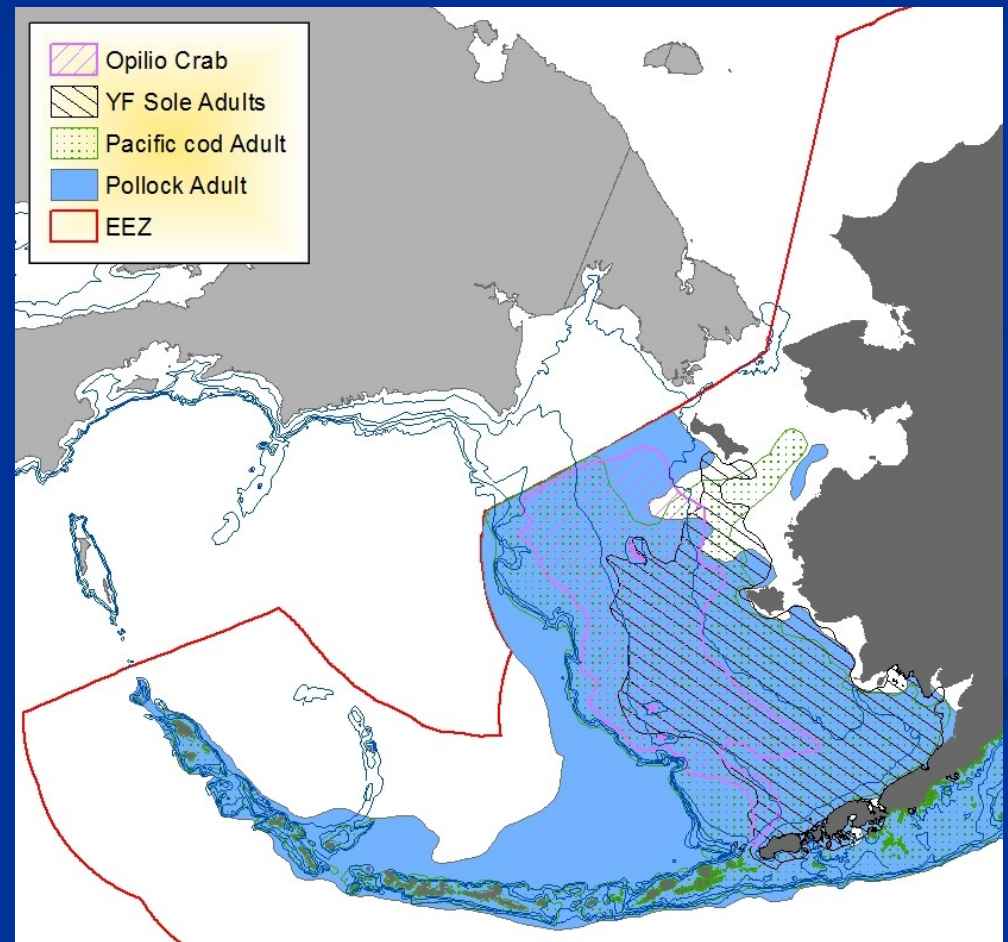 Opilio Crab
YF Sole Adults
Pacific cod Adult
Pollock Adult
EEZ